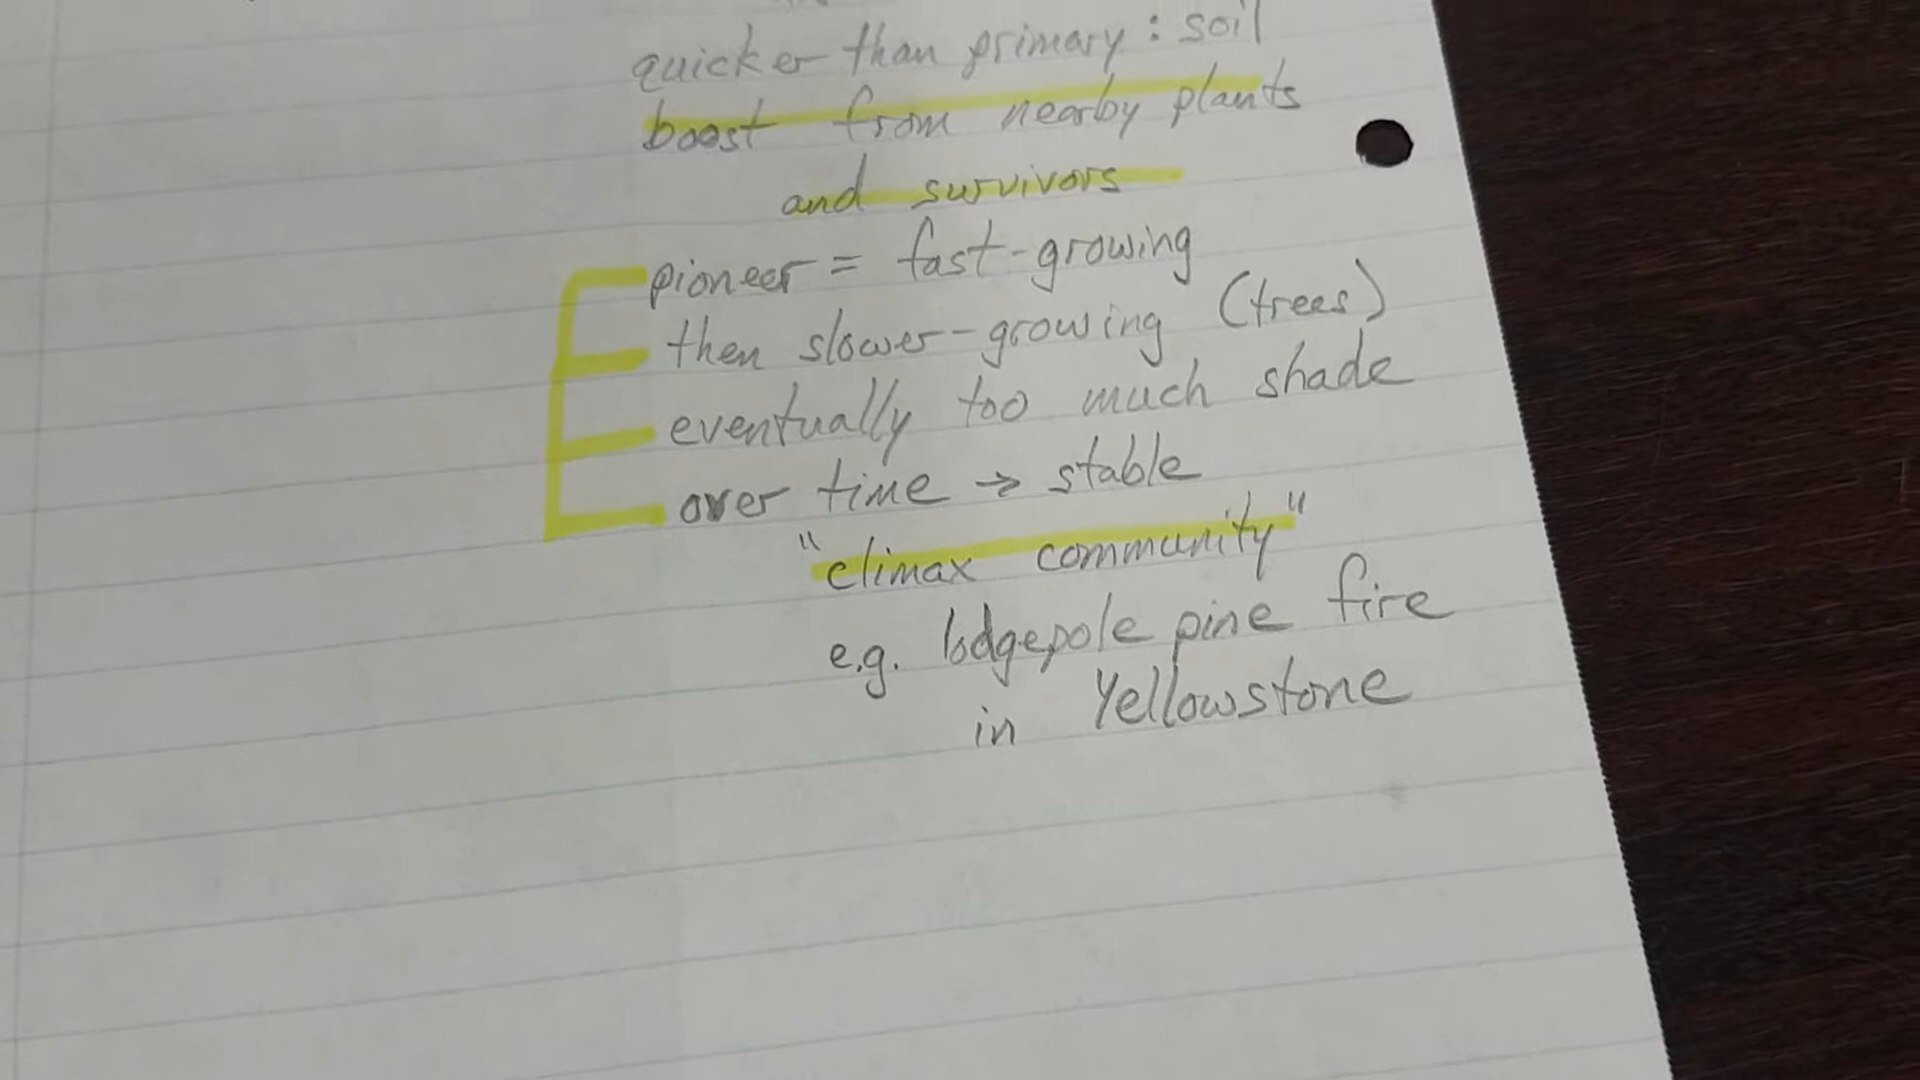 quicker than primary: soil
boost from nearby plants
and survivors
pioneer = fast-growing
then slower-growing (trees)
eventually too much shade
over time → stable
"climax community"
e.g. lodgepole pine fire
in Yellowstone